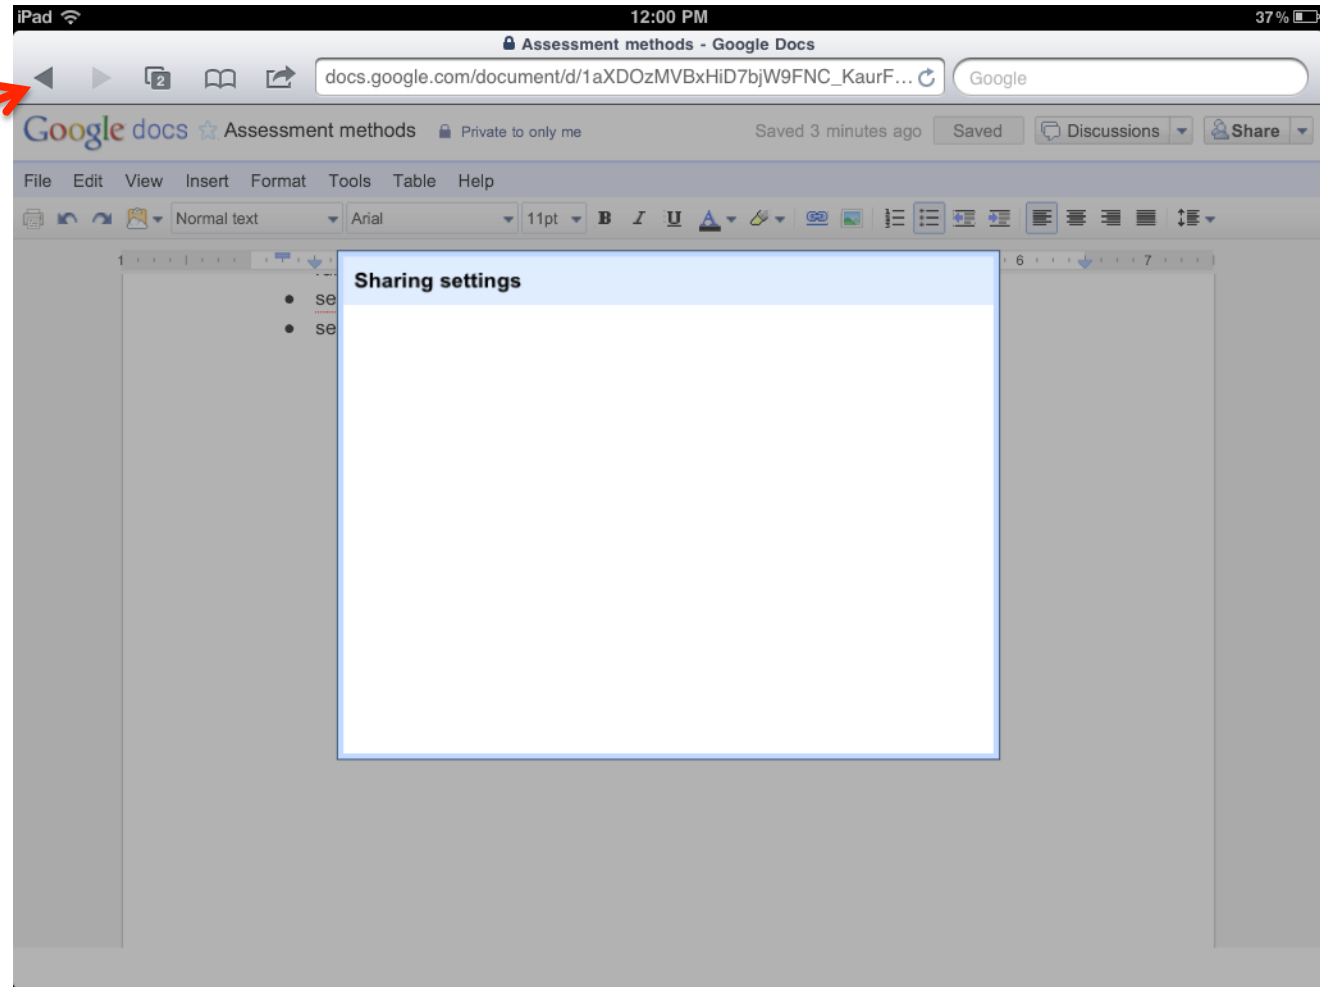 iPad 12:00 PM 37%
Assessment methods - Google Docs
2 docs.google.com/document/d/1aXDOzMVBxHiD7bjW9FNC_KaurF... Google
Google docs Assessment methods Private to only me Saved 3 minutes ago Saved Discussions Share
File Edit View Insert Format Tools Table Help
Normal text Arial 11pt B I U A
1 6 7
Sharing settings
● se
● se